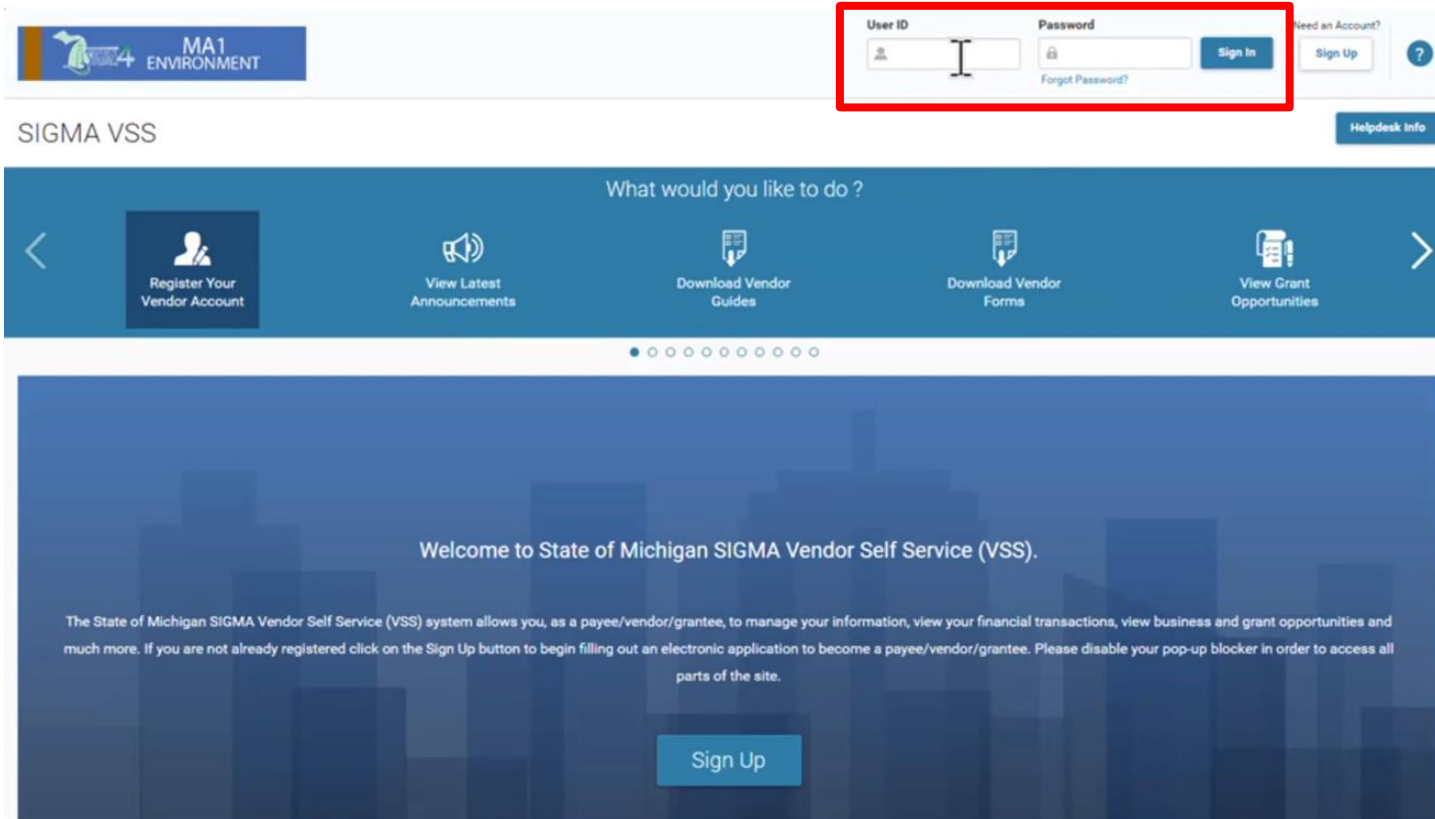 User ID
Password
Need an Account?
MA1
ENVIRONMENT
Sign In
Sign Up
?
Forgot Password?
SIGMA VSS
Helpdesk Info
What would you like to do ?
Register Your
Vendor Account
View Latest
Announcements
Download Vendor
Guides
Download Vendor
Forms
View Grant
Opportunities
Welcome to State of Michigan SIGMA Vendor Self Service (VSS).
The State of Michigan SIGMA Vendor Self Service (VSS) system allows you, as a payee/vendor/grantee, to manage your information, view your financial transactions, view business and grant opportunities and
much more. If you are not already registered click on the Sign Up button to begin filling out an electronic application to become a payee/vendor/grantee. Please disable your pop-up blocker in order to access all
parts of the site.
Sign Up